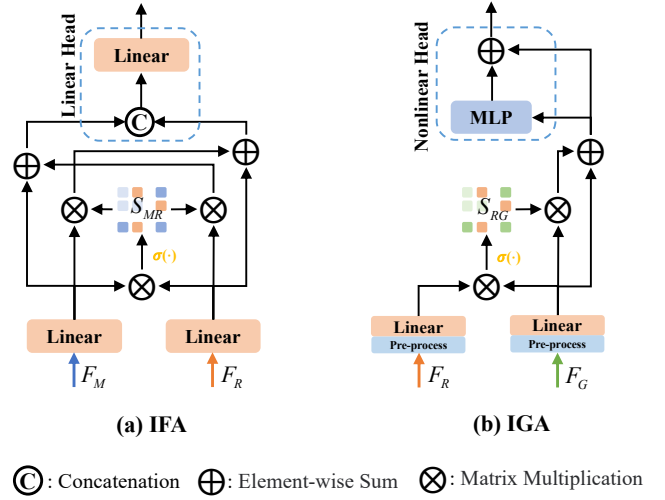 Linear Head
Linear
C
S_MR
σ(·)
Linear
Linear
F_M
F_R
(a) IFA
Nonlinear Head
MLP
S_RG
σ(·)
Linear
Pre-process
Linear
Pre-process
F_R
F_G
(b) IGA
C : Concatenation ⊕ : Element-wise Sum ⊗ : Matrix Multiplication